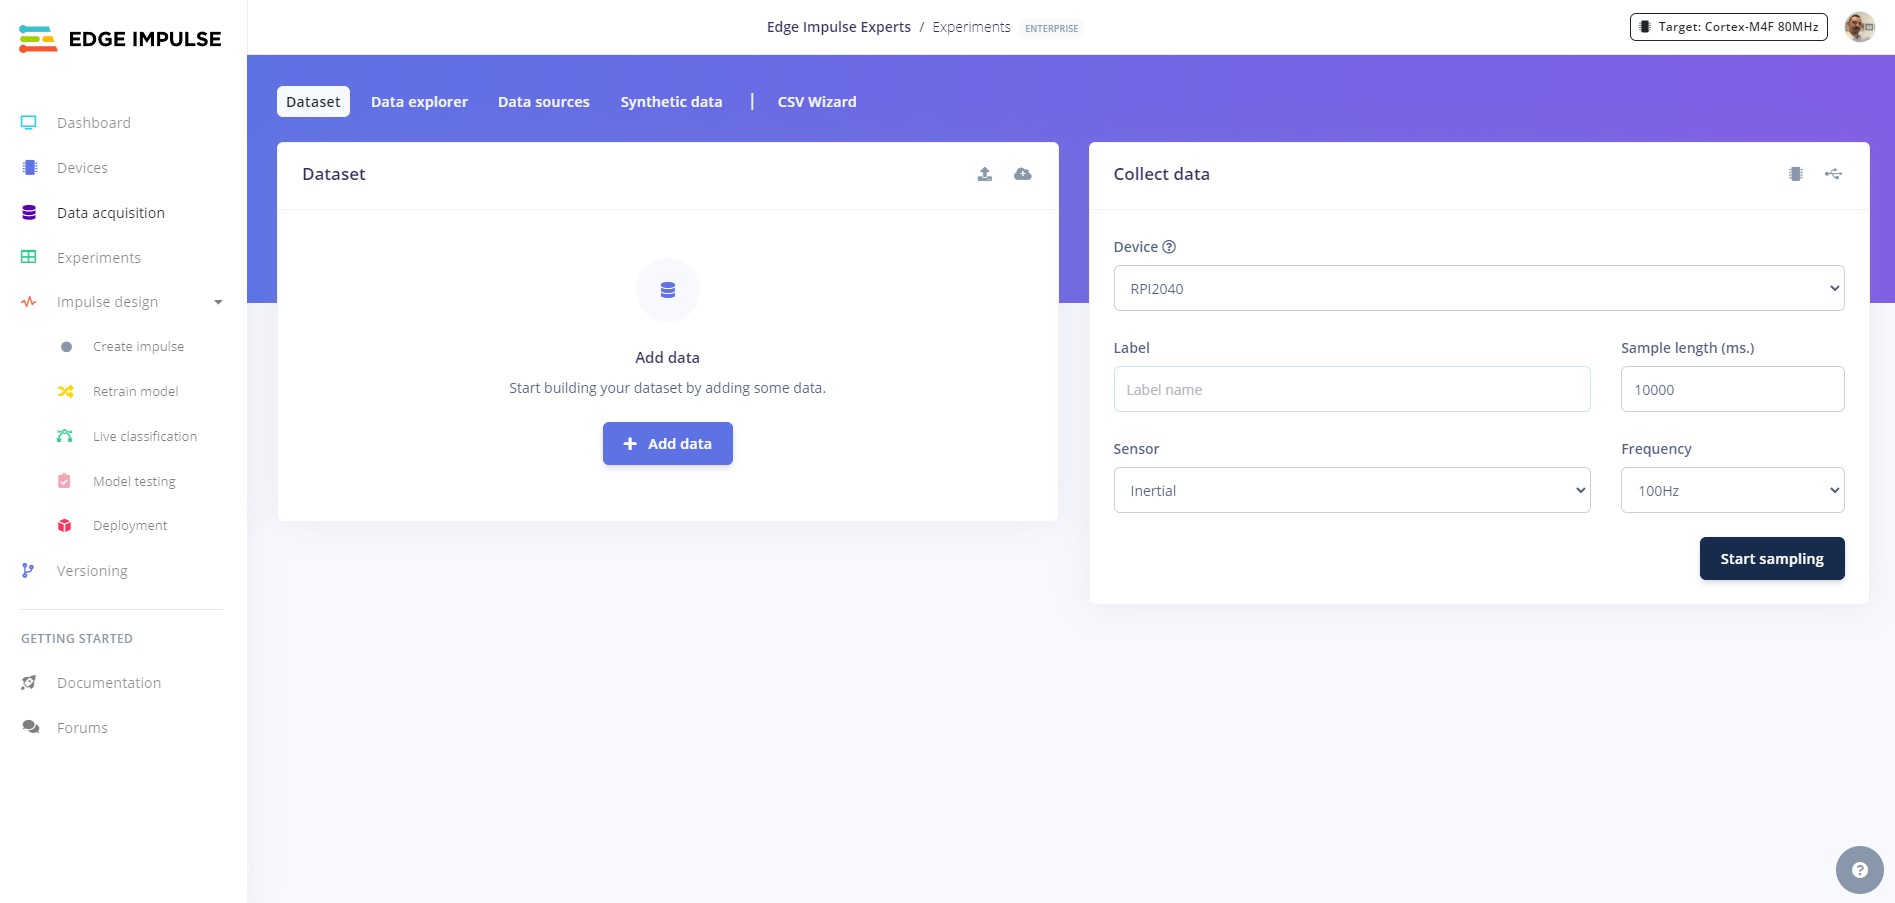 EDGE IMPULSE
Edge Impulse Experts / Experiments ENTERPRISE
Target: Cortex-M4F 80MHz
Dashboard
Devices
Data acquisition
Experiments
Impulse design
Create impulse
Retrain model
Live classification
Model testing
Deployment
Versioning
GETTING STARTED
Documentation
Forums
Dataset Data explorer Data sources Synthetic data | CSV Wizard
Dataset
Add data
Start building your dataset by adding some data.
+ Add data
Collect data
Device ?
RPI2040
Label Sample length (ms.)
Label name 10000
Sensor Frequency
Inertial 100Hz
Start sampling
?